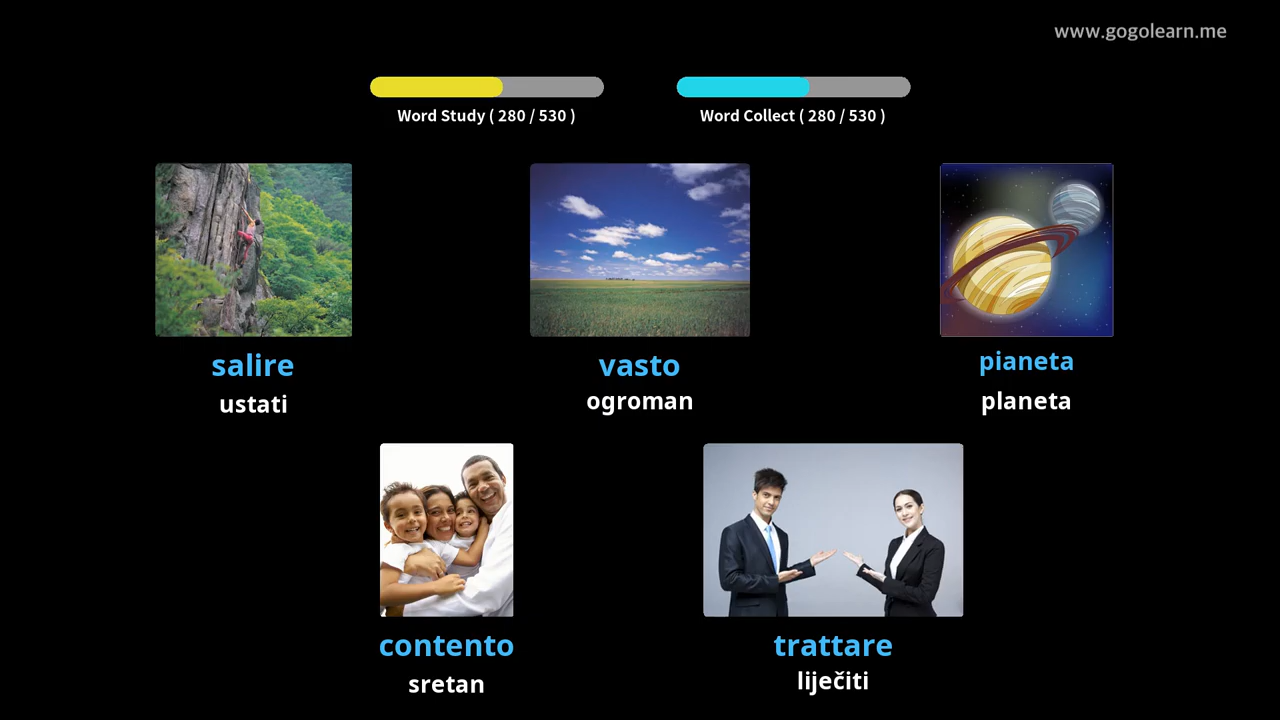 www.gogolearn.me
Word Study ( 280 / 530 )
Word Collect ( 280 / 530 )
salire
ustati
vasto
ogroman
pianeta
planeta
contento
sretan
trattare
liječiti